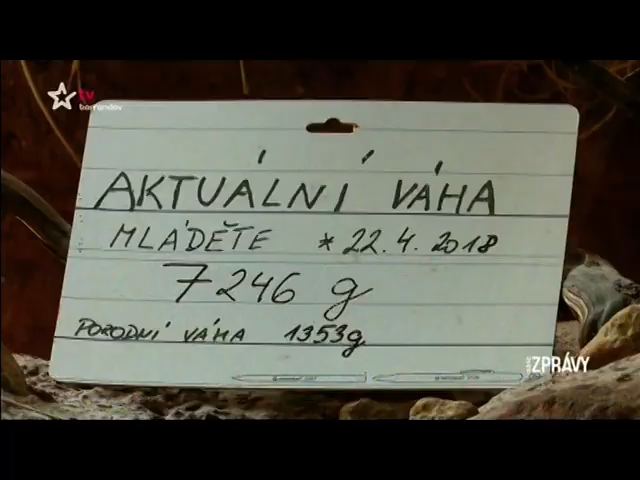 tv
barrandov
AKTUÁLNÍ VÁHA
MLÁDĚTE * 22.4.2018
7246 g
PORODNÍ VÁHA 1353g
ZPRÁVY